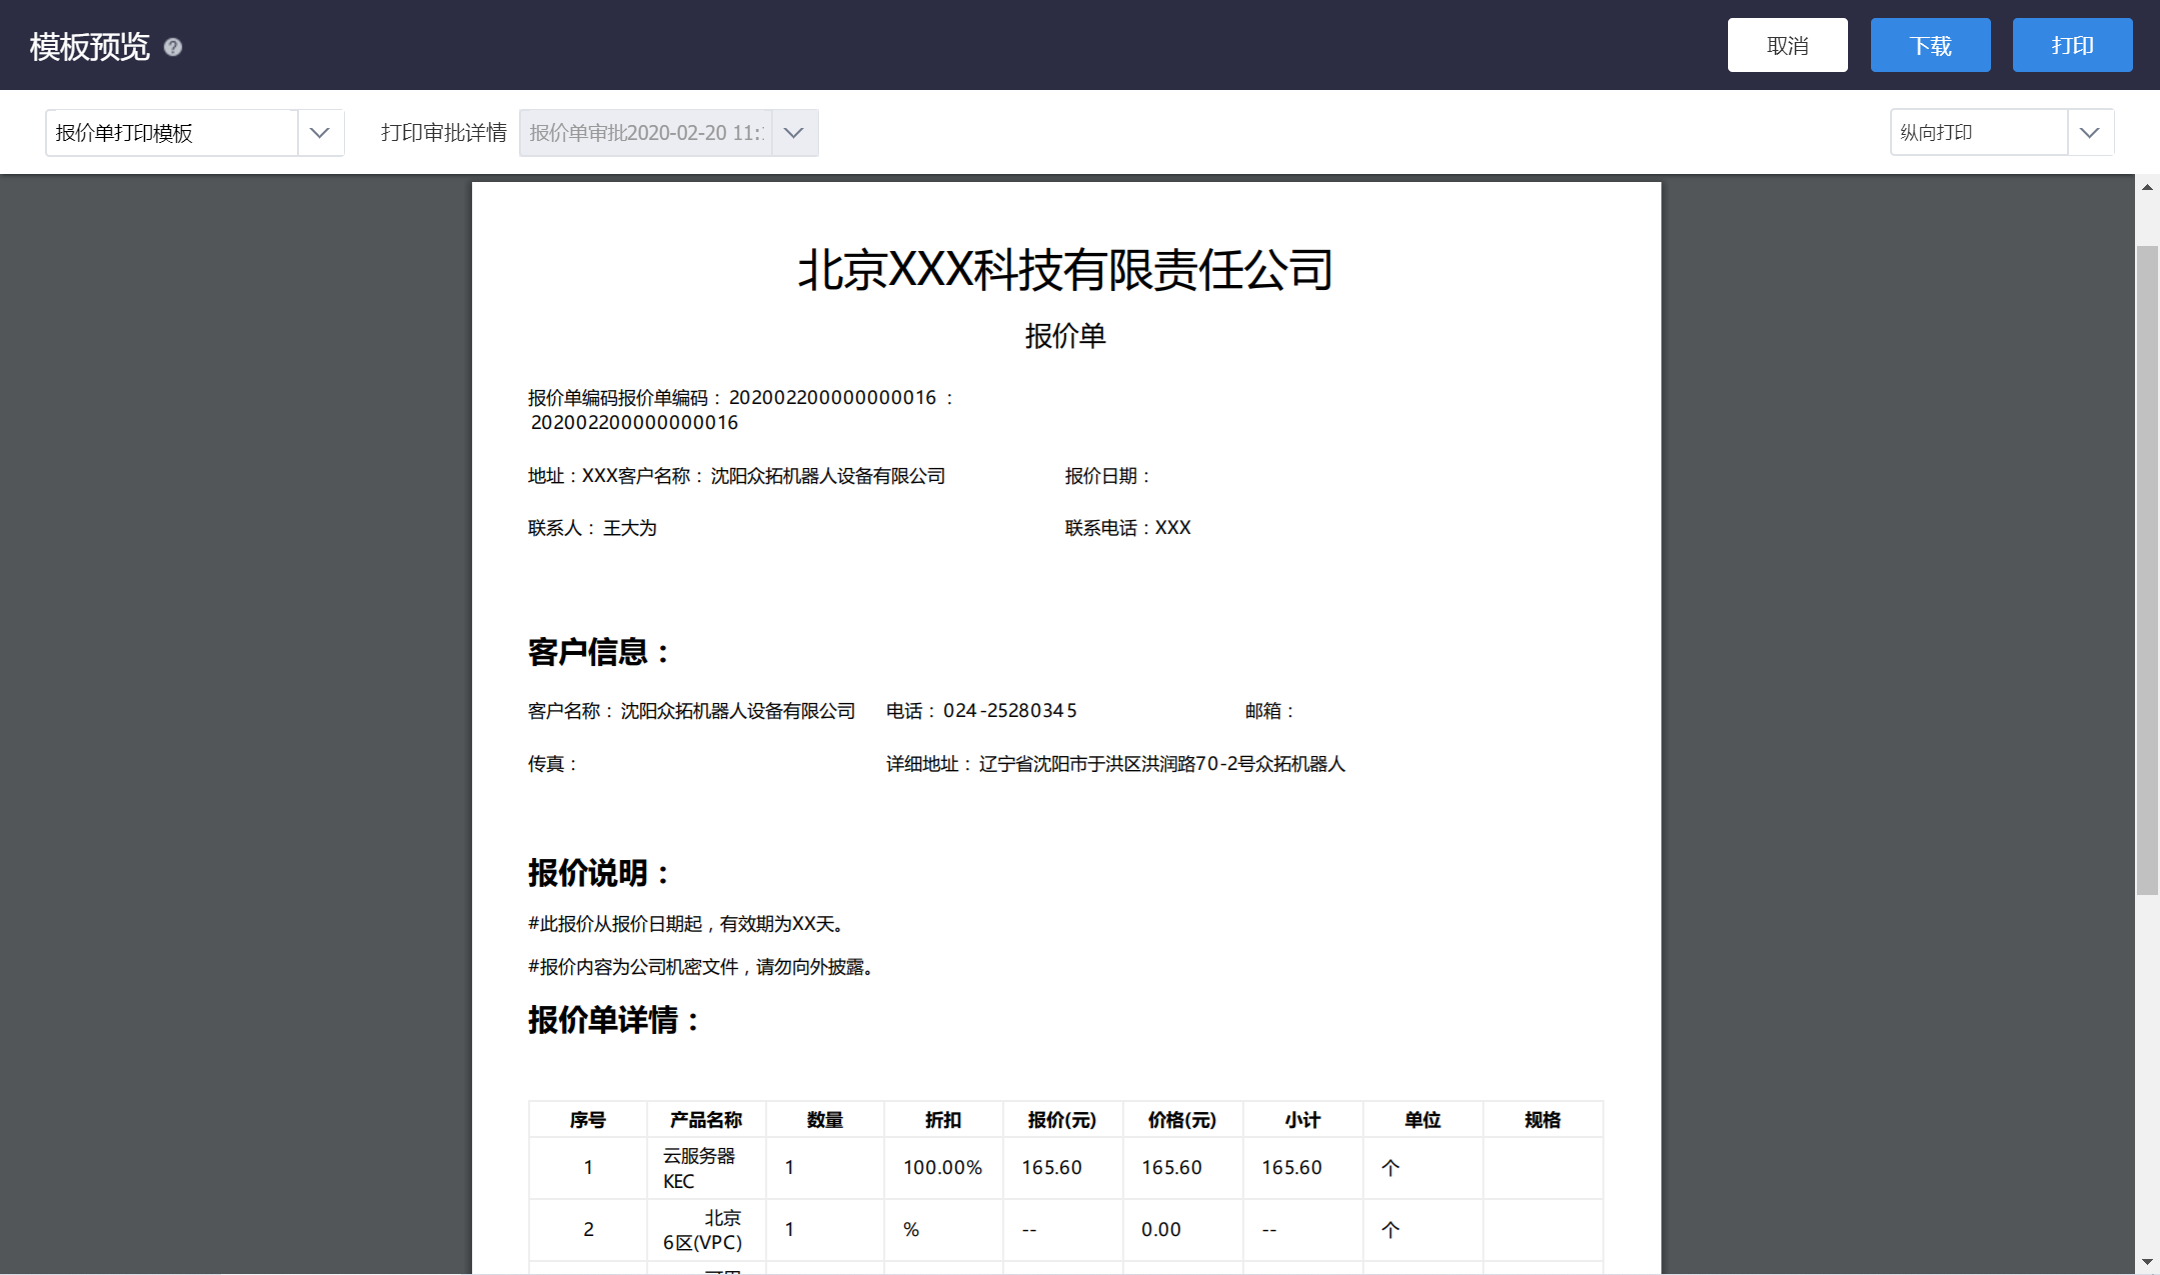 模板预览
取消
下载
打印
报价单打印模板
打印审批详情
报价单审批2020-02-20 11:
纵向打印
北京XXX科技有限责任公司
报价单
报价单编码报价单编码： 202002200000000016 ：
202002200000000016
地址：XXX客户名称： 沈阳众拓机器人设备有限公司 报价日期：
联系人： 王大为 联系电话：XXX
客户信息：
客户名称： 沈阳众拓机器人设备有限公司 电话： 024-25280345 邮箱：
传真： 详细地址： 辽宁省沈阳市于洪区洪润路70-2号众拓机器人
报价说明：
#此报价从报价日期起，有效期为XX天。
#报价内容为公司机密文件，请勿向外披露。
报价单详情：
序号 产品名称 数量 折扣 报价(元) 价格(元) 小计 单位 规格
1 云服务器
KEC 1 100.00% 165.60 165.60 165.60 个
2 北京
6区(VPC) 1 % -- 0.00 -- 个